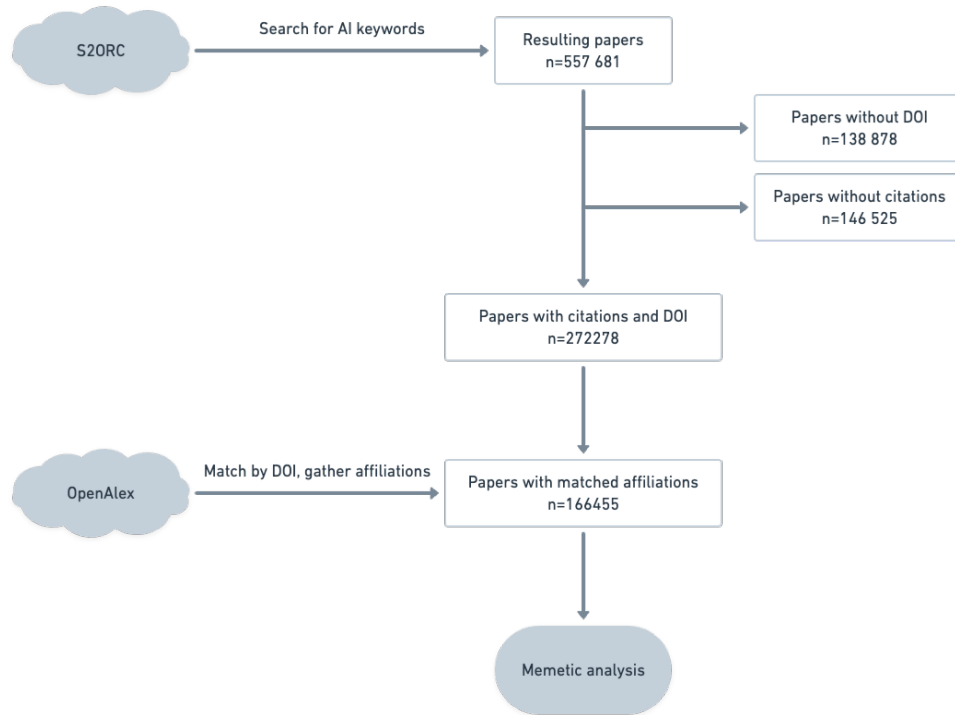 S2ORC
Search for AI keywords
Resulting papers
n=557 681
Papers without DOI
n=138 878
Papers without citations
n=146 525
Papers with citations and DOI
n=272278
OpenAlex
Match by DOI, gather affiliations
Papers with matched affiliations
n=166455
Memetic analysis